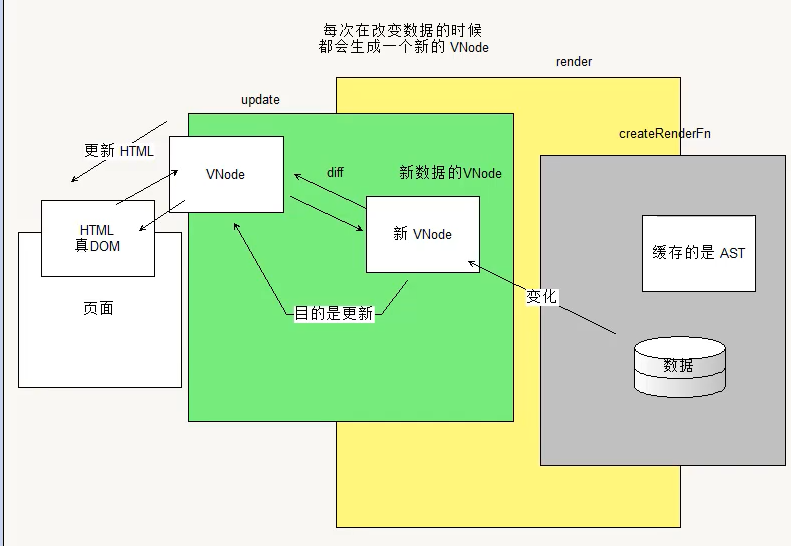 每次在改变数据的时候
都会生成一个新的 VNode
render
update
createRenderFn
更新 HTML
VNode
diff
新数据的VNode
HTML
真DOM
新 VNode
缓存的是 AST
页面
目的是更新
变化
数据